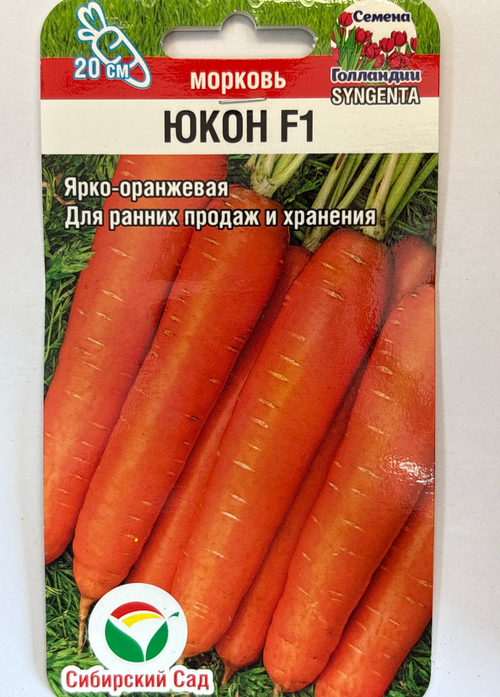 Семена
20 см
Голландии
морковь
SYNGENTA
ЮКОН F1
Ярко-оранжевая
Для ранних продаж и хранения
Сибирский Сад